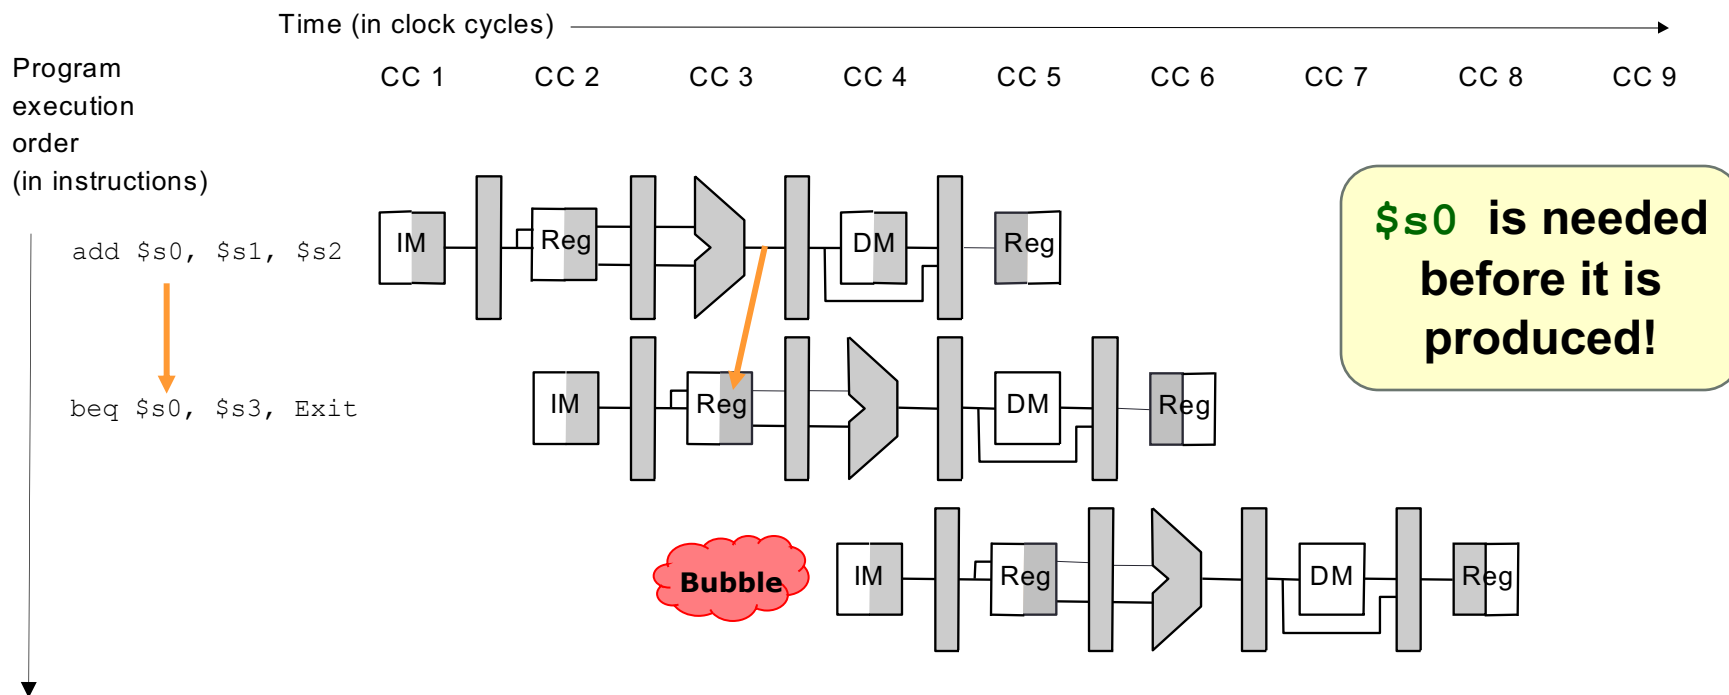 Time (in clock cycles)
Program
execution
order
(in instructions)
CC 1 CC 2 CC 3 CC 4 CC 5 CC 6 CC 7 CC 8 CC 9
add $s0, $s1, $s2
IM Reg DM Reg
$s0 is needed
before it is
produced!
beq $s0, $s3, Exit
IM Reg DM Reg
Bubble
IM Reg DM Reg